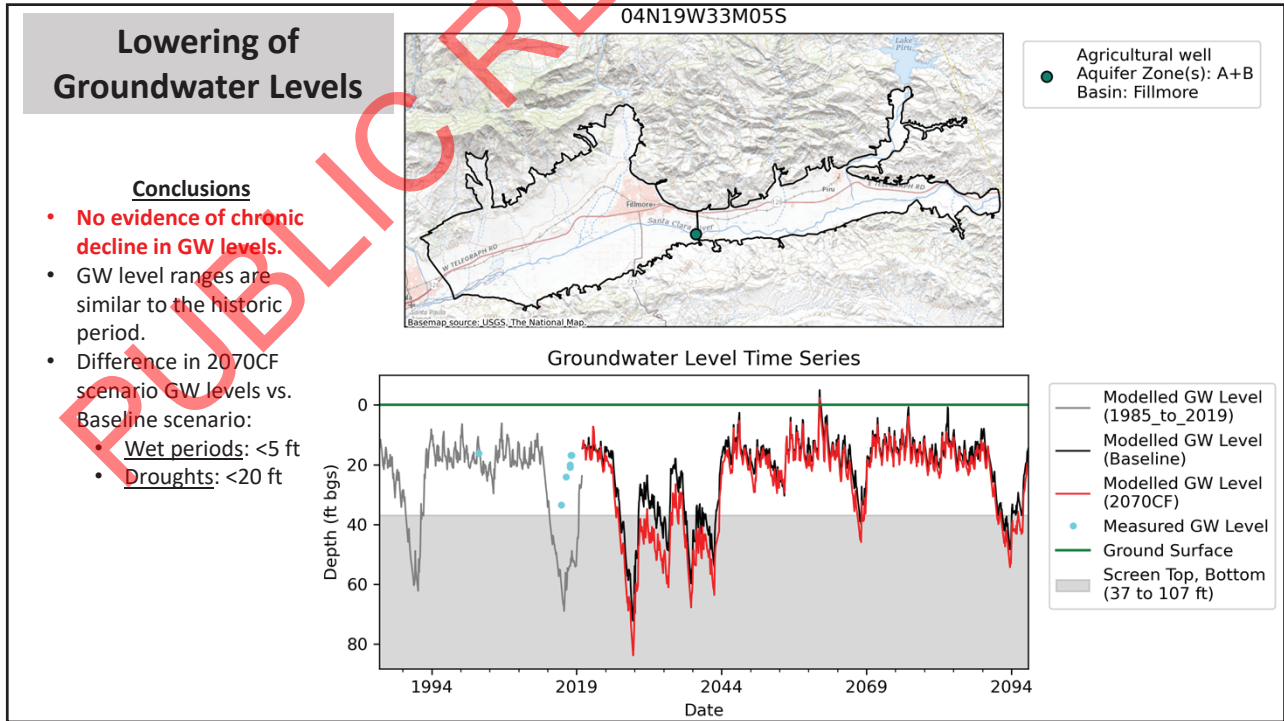 Lowering of
Groundwater Levels
Conclusions
• No evidence of chronic
decline in GW levels.
• GW level ranges are
similar to the historic
period.
• Difference in 2070CF
scenario GW levels vs.
Baseline scenario:
• Wet periods: <5 ft
• Droughts: <20 ft
PUBLIC RE
04N19W33M05S
Lake
Piru
Fillmore
Piru
E TELEGRAPH RD
Santa Clara River
W TELEGRAPH RD
Santa Paula
Basemap source: USGS, The National Map.
Agricultural well
Aquifer Zone(s): A+B
Basin: Fillmore
Groundwater Level Time Series
Depth (ft bgs)
0
20
40
60
80
1994
2019
2044
2069
2094
Date
Modelled GW Level
(1985_to_2019)
Modelled GW Level
(Baseline)
Modelled GW Level
(2070CF)
Measured GW Level
Ground Surface
Screen Top, Bottom
(37 to 107 ft)